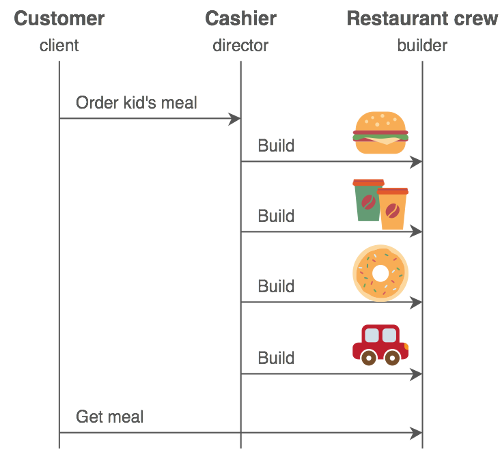 Customer
client
Cashier
director
Restaurant crew
builder
Order kid's meal
Build
Build
Build
Build
Get meal